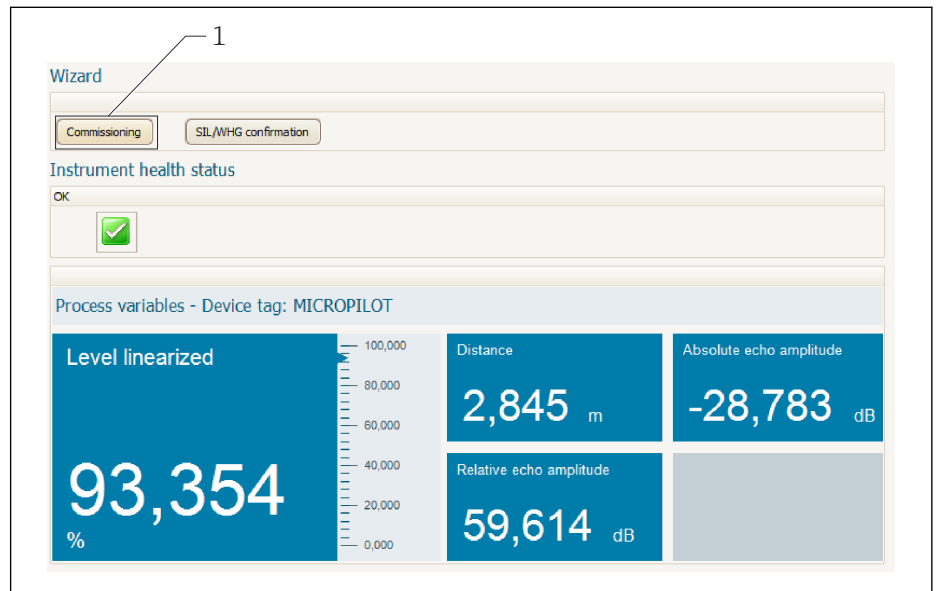 1
Wizard
Commissioning
SIL/WHG confirmation
Instrument health status
OK
Process variables - Device tag: MICROPILOT
Level linearized
93,354
%
100,000
80,000
60,000
40,000
20,000
0,000
Distance
2,845 m
Absolute echo amplitude
-28,783 dB
Relative echo amplitude
59,614 dB